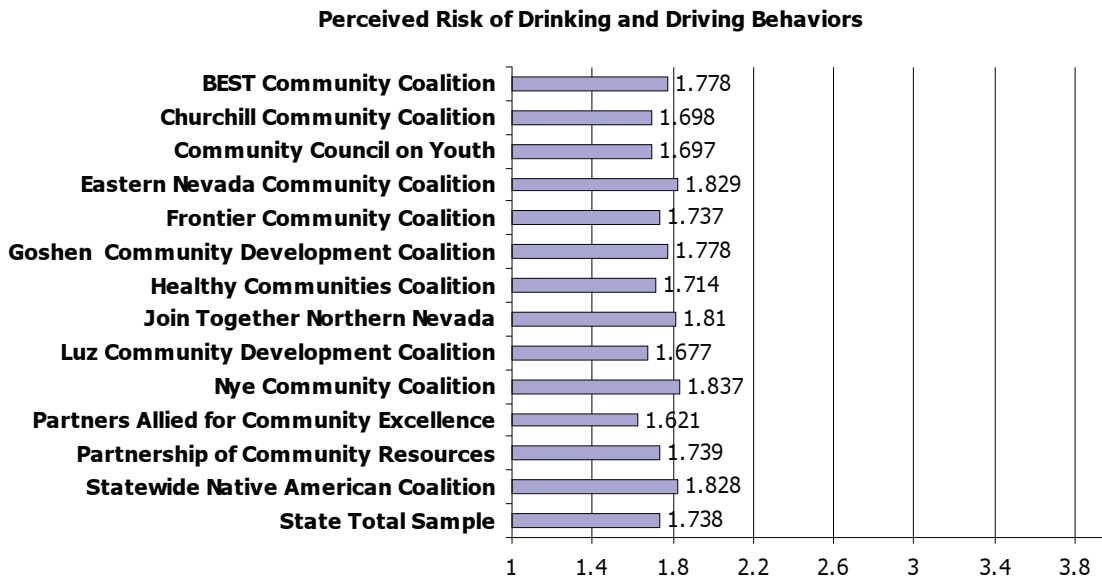 Perceived Risk of Drinking and Driving Behaviors
BEST Community Coalition 1.778
Churchill Community Coalition 1.698
Community Council on Youth 1.697
Eastern Nevada Community Coalition 1.829
Frontier Community Coalition 1.737
Goshen Community Development Coalition 1.778
Healthy Communities Coalition 1.714
Join Together Northern Nevada 1.81
Luz Community Development Coalition 1.677
Nye Community Coalition 1.837
Partners Allied for Community Excellence 1.621
Partnership of Community Resources 1.739
Statewide Native American Coalition 1.828
State Total Sample 1.738
1 1.4 1.8 2.2 2.6 3 3.4 3.8